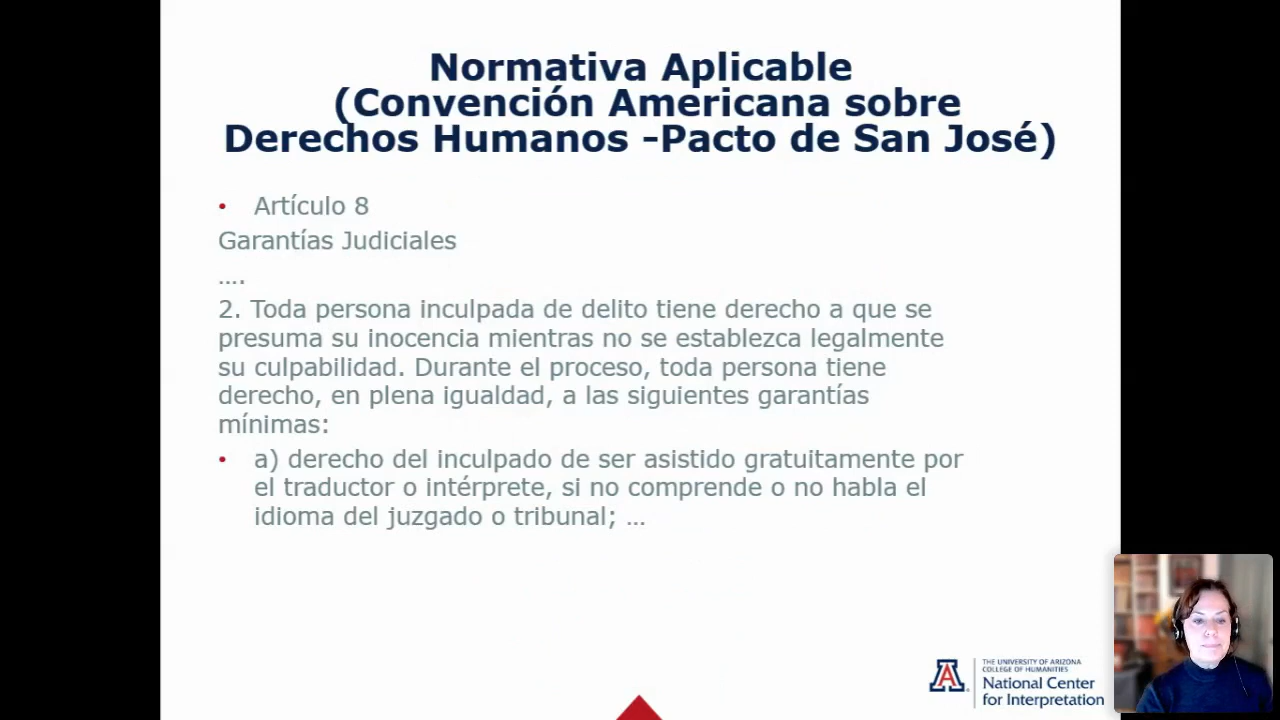 Normativa Aplicable
(Convención Americana sobre
Derechos Humanos -Pacto de San José)
• Artículo 8
Garantías Judiciales
....
2. Toda persona inculpada de delito tiene derecho a que se
presuma su inocencia mientras no se establezca legalmente
su culpabilidad. Durante el proceso, toda persona tiene
derecho, en plena igualdad, a las siguientes garantías
mínimas:
• a) derecho del inculpado de ser asistido gratuitamente por
el traductor o intérprete, si no comprende o no habla el
idioma del juzgado o tribunal; ...
A
THE UNIVERSITY OF ARIZONA
COLLEGE OF HUMANITIES
National Center
for Interpretation